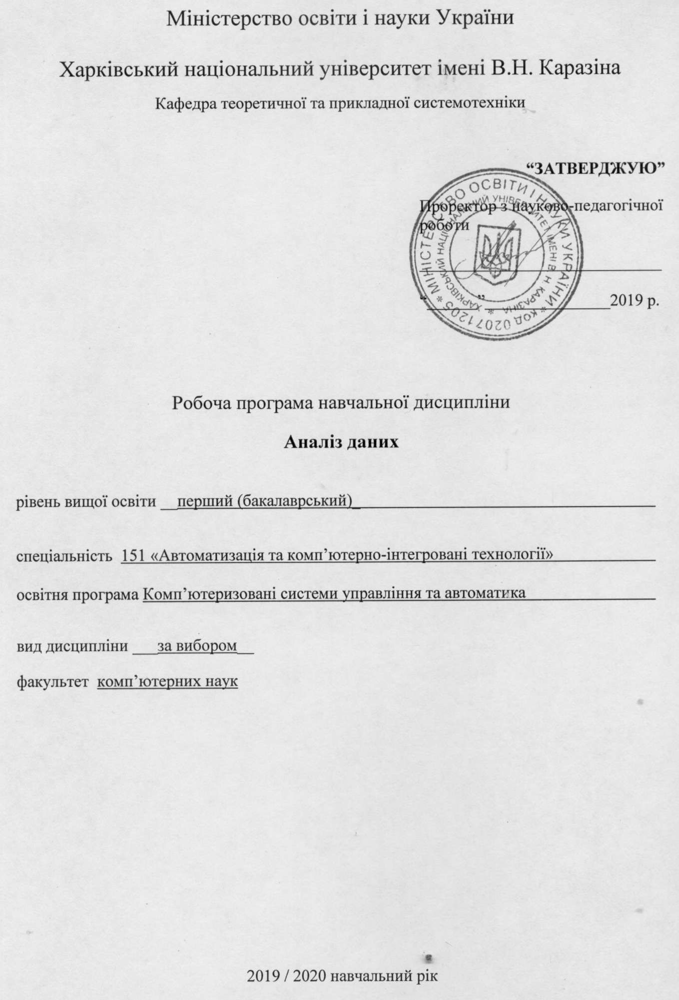 Міністерство освіти і науки України
Харківський національний університет імені В.Н. Каразіна
Кафедра теоретичної та прикладної системотехніки
“ЗАТВЕРДЖУЮ”
Проректор з науково-педагогічної
роботи
“______”_______________2019 р.
* МІНІСТЕРСТВО ОСВІТИ І НАУКИ УКРАЇНИ * КОД 02071205
ХАРКІВСЬКИЙ НАЦІОНАЛЬНИЙ УНІВЕРСИТЕТ ІМЕНІ В. Н. КАРАЗІНА *
Робоча програма навчальної дисципліни
Аналіз даних
рівень вищої освіти __перший (бакалаврський)_
спеціальність 151 «Автоматизація та комп’ютерно-інтегровані технології»
освітня програма Комп’ютеризовані системи управління та автоматика
вид дисципліни ___за вибором__
факультет комп’ютерних наук
2019 / 2020 навчальний рік